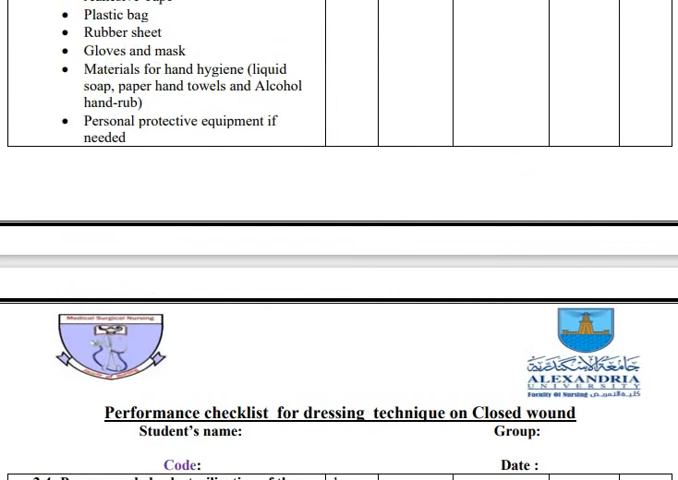 • Plastic bag
• Rubber sheet
• Gloves and mask
• Materials for hand hygiene (liquid
soap, paper hand towels and Alcohol
hand-rub)
• Personal protective equipment if
needed
Medical Surgical Nursing
جامعة الإسكندرية
ALEXANDRIA
UNIVERSITY
Faculty Of Nursing كلية التمريض
Performance checklist for dressing technique on Closed wound
Student's name: Group:
Code: Date :